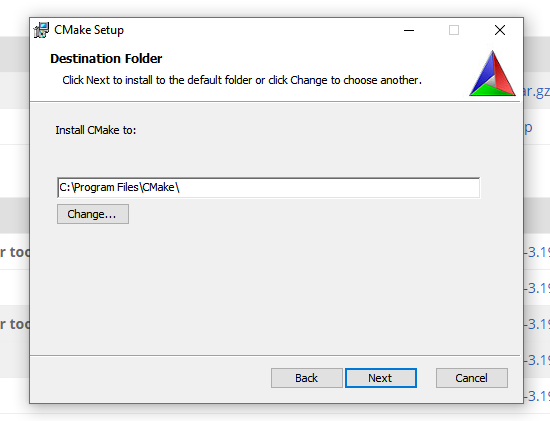 CMake Setup
Destination Folder
Click Next to install to the default folder or click Change to choose another.
ar.gz
Install CMake to:
p
C:\Program Files\CMake\
Change...
r too
-3.19
-3.19
r too
-3.19
-3.19
Back
Next
Cancel
-3.19